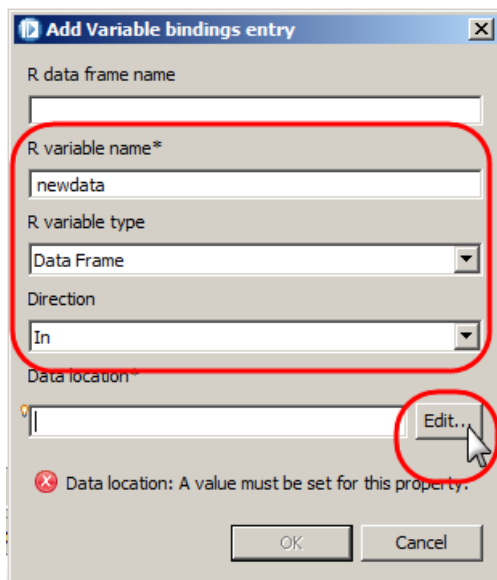 Add Variable bindings entry
R data frame name
R variable name*
newdata
R variable type
Data Frame
Direction
In
Data location*
Edit...
Data location: A value must be set for this property.
OK Cancel